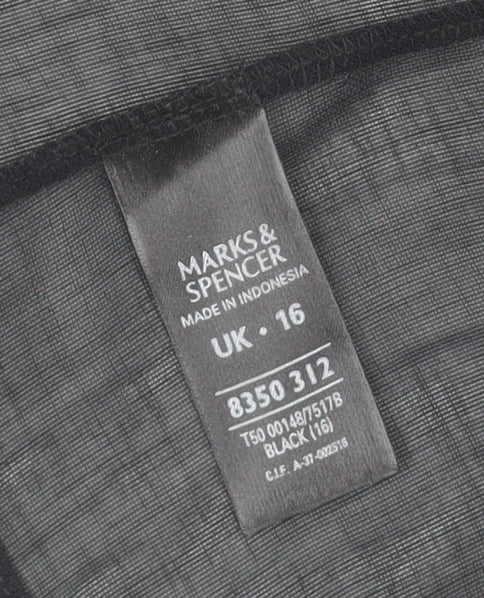 MARKS &
SPENCER
MADE IN INDONESIA
UK • 16
8350 312
T50 00148/7517B
BLACK (16)
C.I.F. A-37-002516